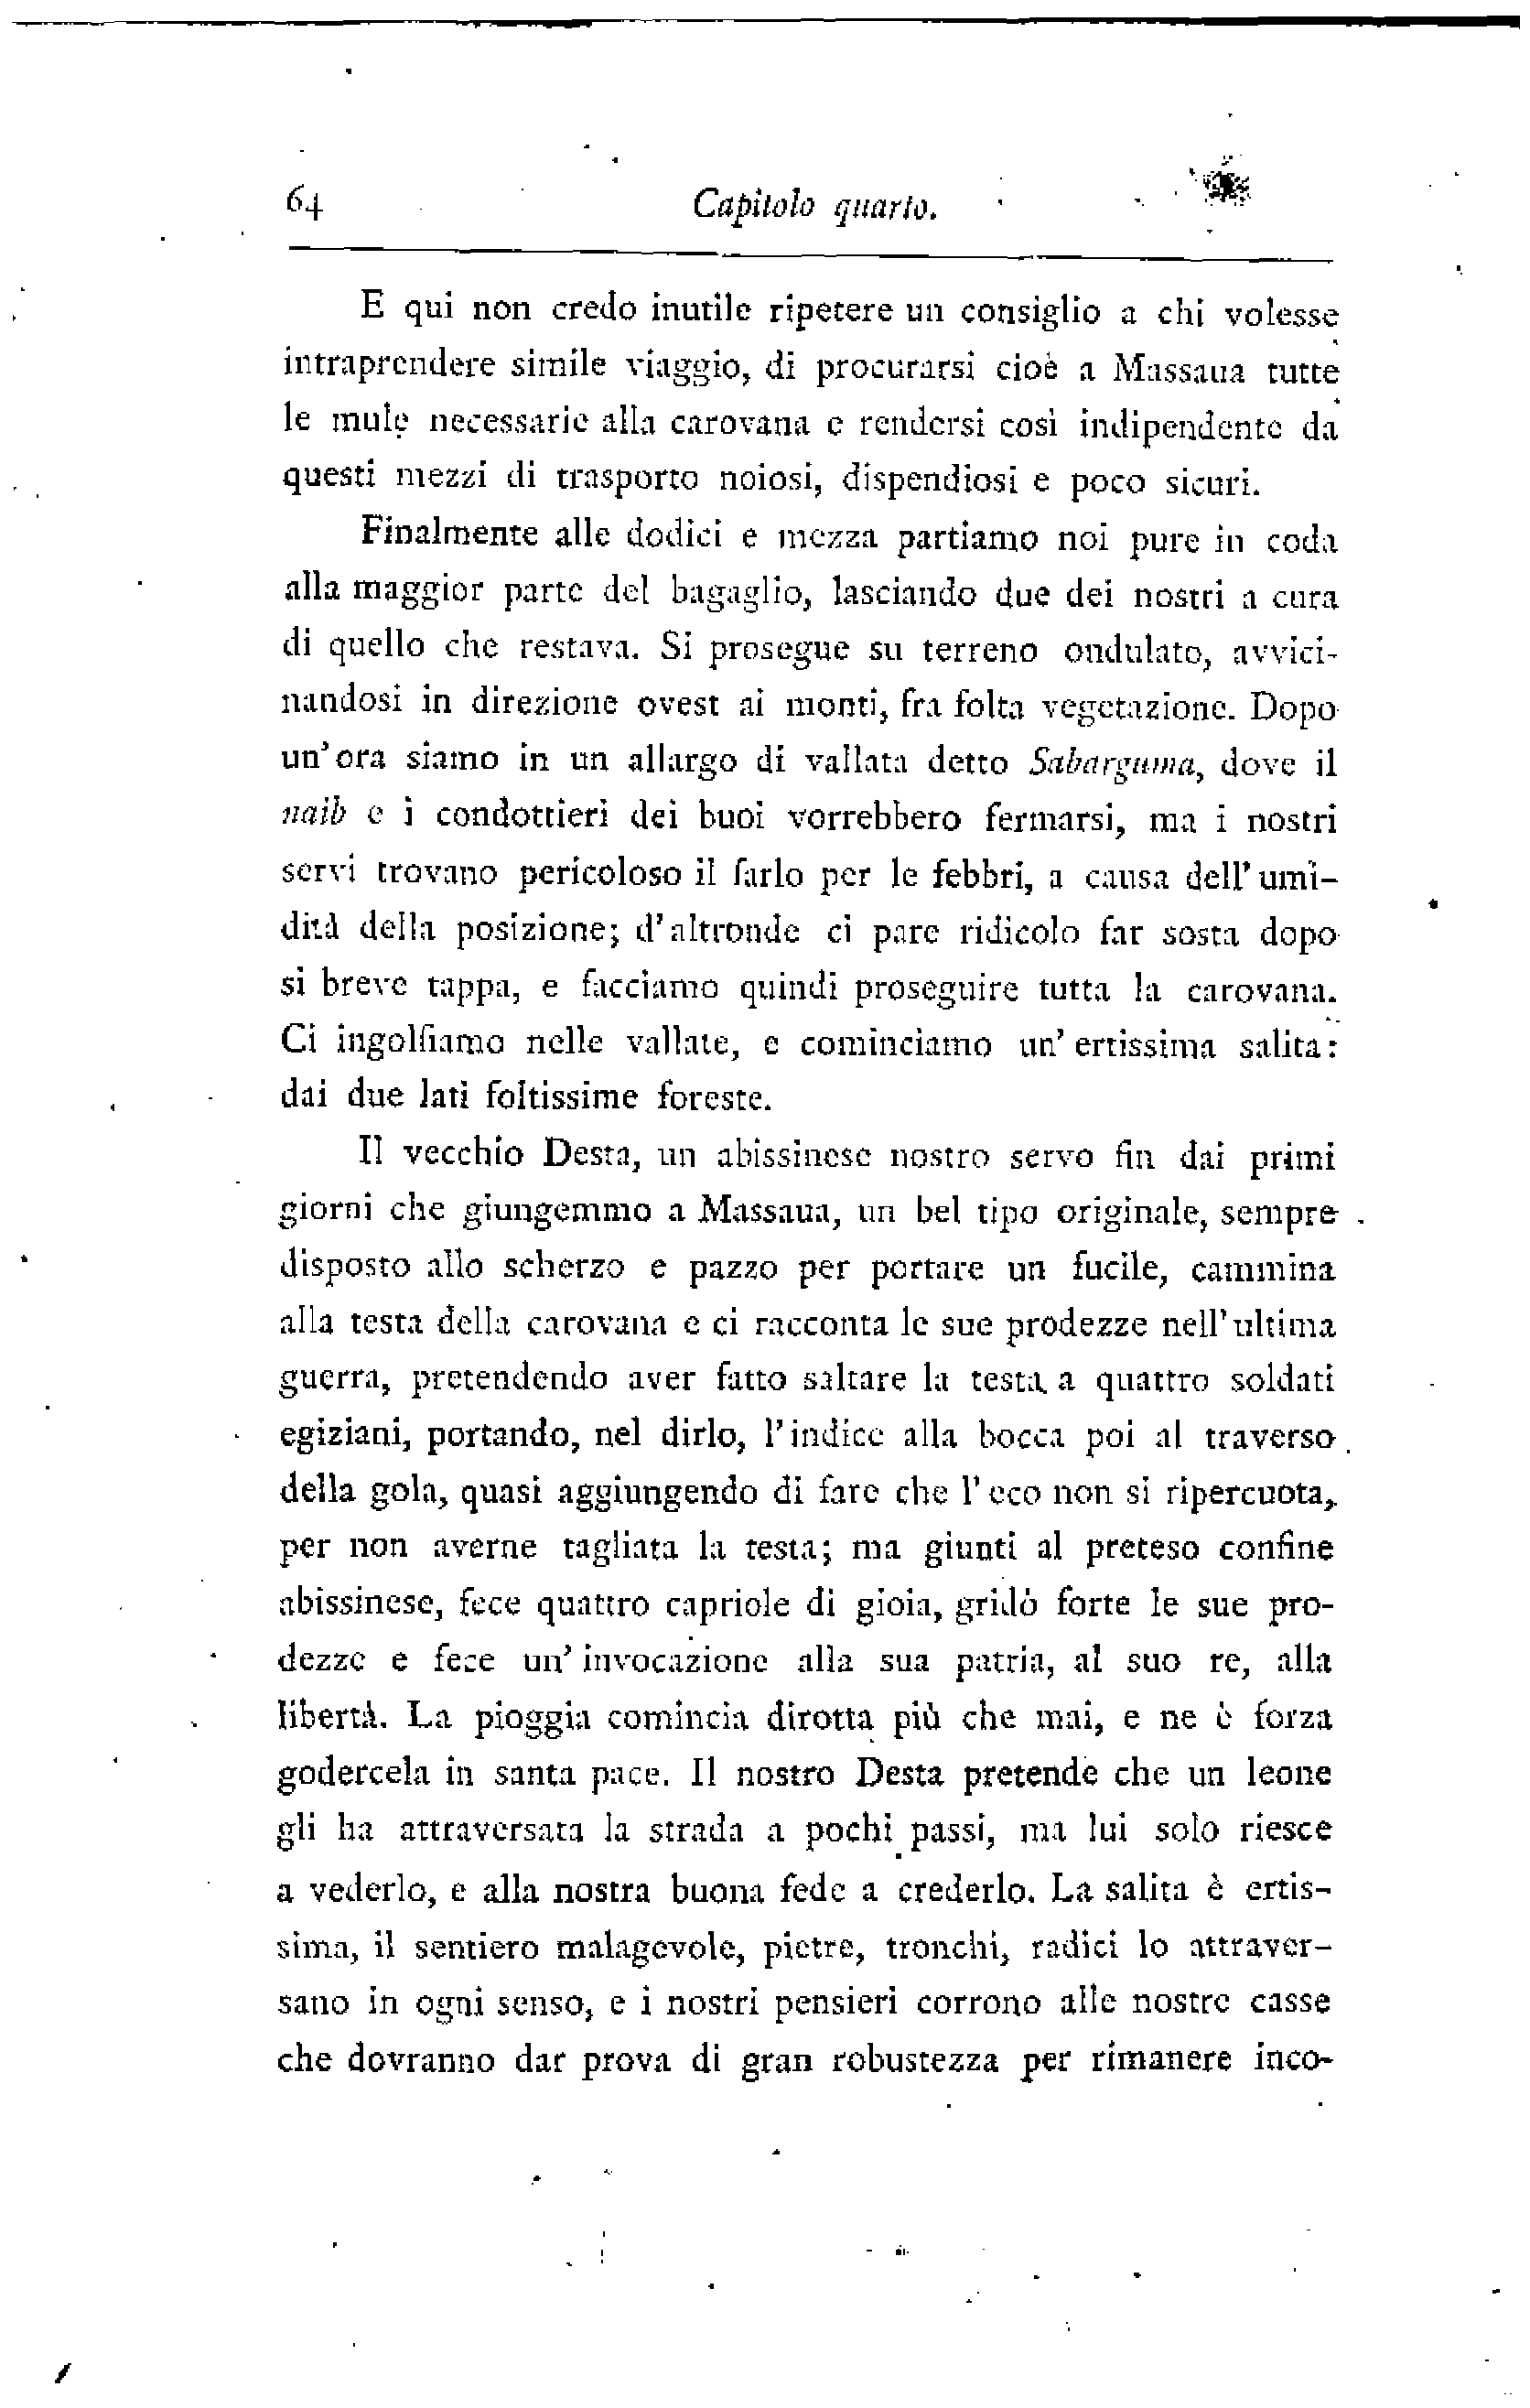 64
Capitolo quarto.
E qui non credo inutile ripetere un consiglio a chi volesse
intraprendere simile viaggio, di procurarsi cioè a Massaua tutte
le mule necessarie alla carovana e rendersi così indipendente da
questi mezzi di trasporto noiosi, dispendiosi e poco sicuri.
Finalmente alle dodici e mezza partiamo noi pure in coda
alla maggior parte del bagaglio, lasciando due dei nostri a cura
di quello che restava. Si prosegue su terreno ondulato, avvici-
nandosi in direzione ovest ai monti, fra folta vegetazione. Dopo
un'ora siamo in un allargo di vallata detto Sabarguma, dove il
naib e i condottieri dei buoi vorrebbero fermarsi, ma i nostri
servi trovano pericoloso il farlo per le febbri, a causa dell'umi-
dità della posizione; d'altronde ci pare ridicolo far sosta dopo
si breve tappa, e facciamo quindi proseguire tutta la carovana.
Ci ingolfiamo nelle vallate, e cominciamo un'ertissima salita:
dai due lati foltissime foreste.
Il vecchio Desta, un abissinese nostro servo fin dai primi
giorni che giungemmo a Massaua, un bel tipo originale, sempre
disposto allo scherzo e pazzo per portare un fucile, cammina
alla testa della carovana e ci racconta le sue prodezze nell'ultima
guerra, pretendendo aver fatto saltare la testa a quattro soldati
egiziani, portando, nel dirlo, l'indice alla bocca poi al traverso
della gola, quasi aggiungendo di fare che l'eco non si ripercuota,
per non averne tagliata la testa; ma giunti al preteso confine
abissinese, fece quattro capriole di gioia, gridò forte le sue pro-
dezze e fece un'invocazione alla sua patria, al suo re, alla
libertà. La pioggia comincia dirotta più che mai, e ne è forza
godercela in santa pace. Il nostro Desta pretende che un leone
gli ha attraversata la strada a pochi passi, ma lui solo riesce
a vederlo, e alla nostra buona fede a crederlo. La salita è ertis-
sima, il sentiero malagevole, pietre, tronchi, radici lo attraver-
sano in ogni senso, e i nostri pensieri corrono alle nostre casse
che dovranno dar prova di gran robustezza per rimanere inco-